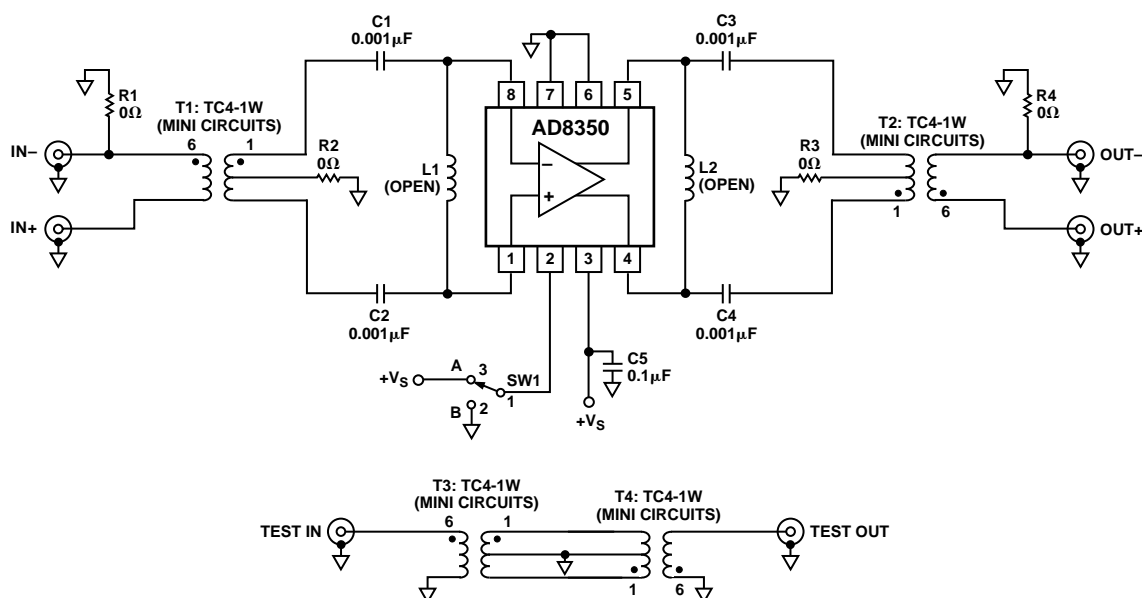 C1
0.001µF
C3
0.001µF
8
7
6
5
AD8350
R1
0Ω
T1: TC4-1W
(MINI CIRCUITS)
6
1
IN–
IN+
R2
0Ω
L1
(OPEN)
–
+
L2
(OPEN)
R3
0Ω
T2: TC4-1W
(MINI CIRCUITS)
1
6
R4
0Ω
OUT–
OUT+
1
2
3
4
C2
0.001µF
C4
0.001µF
A
3
+VS
SW1
1
B
2
C5
0.1µF
+VS
T3: TC4-1W
(MINI CIRCUITS)
T4: TC4-1W
(MINI CIRCUITS)
TEST IN
6
1
1
6
TEST OUT